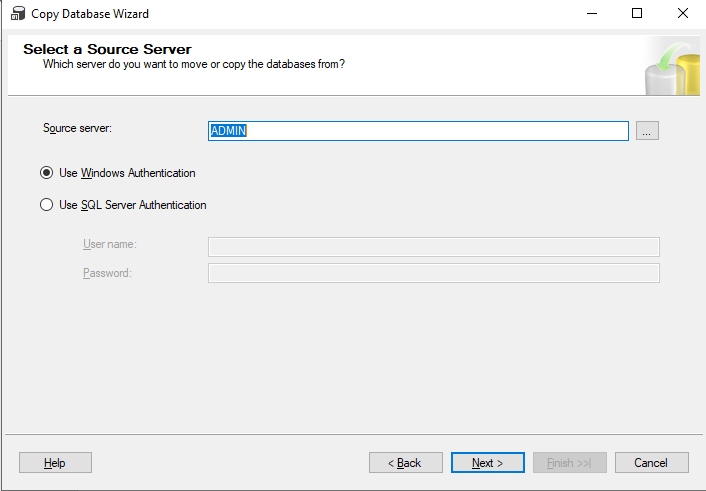 Copy Database Wizard
Select a Source Server
Which server do you want to move or copy the databases from?
Source server:
ADMIN
...
Use Windows Authentication
Use SQL Server Authentication
User name:
Password:
Help
< Back
Next >
Finish >>|
Cancel